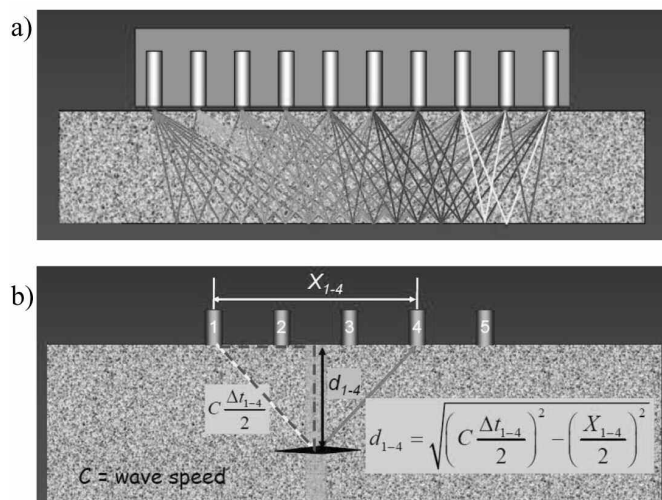 a)
b)
X₁₋₄
1 2 3 4 5
d₁₋₄
C Δt₁₋₄/2
d₁₋₄ = √((C Δt₁₋₄/2)² − (X₁₋₄/2)²)
C = wave speed